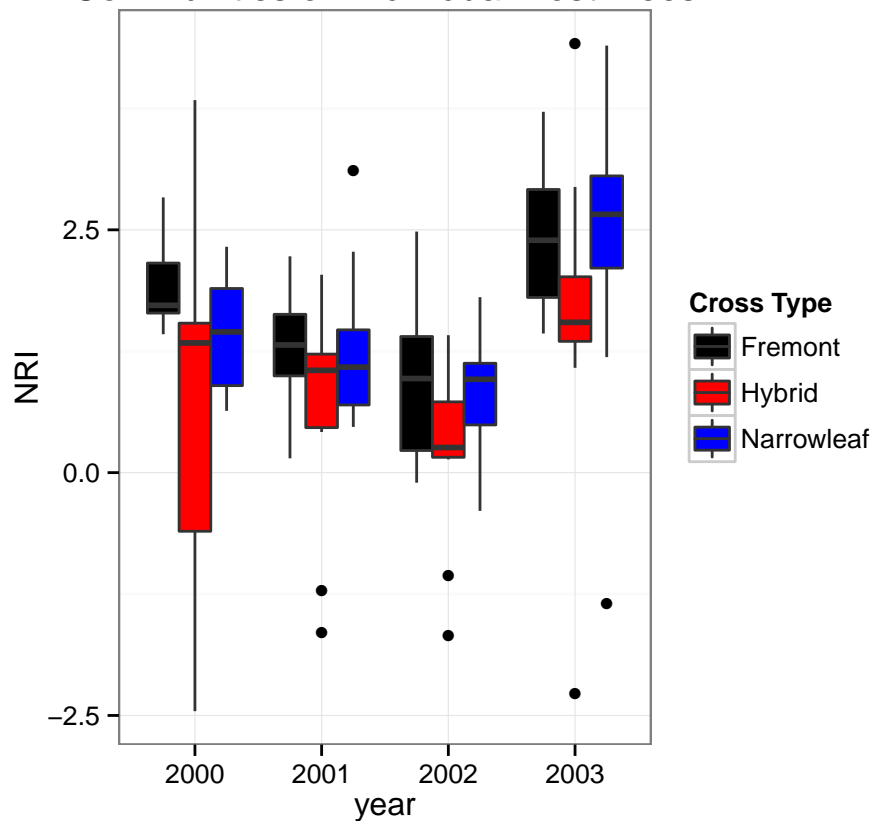 NRI
2.5
0.0
−2.5
2000 2001 2002 2003
year
Cross Type
Fremont
Hybrid
Narrowleaf